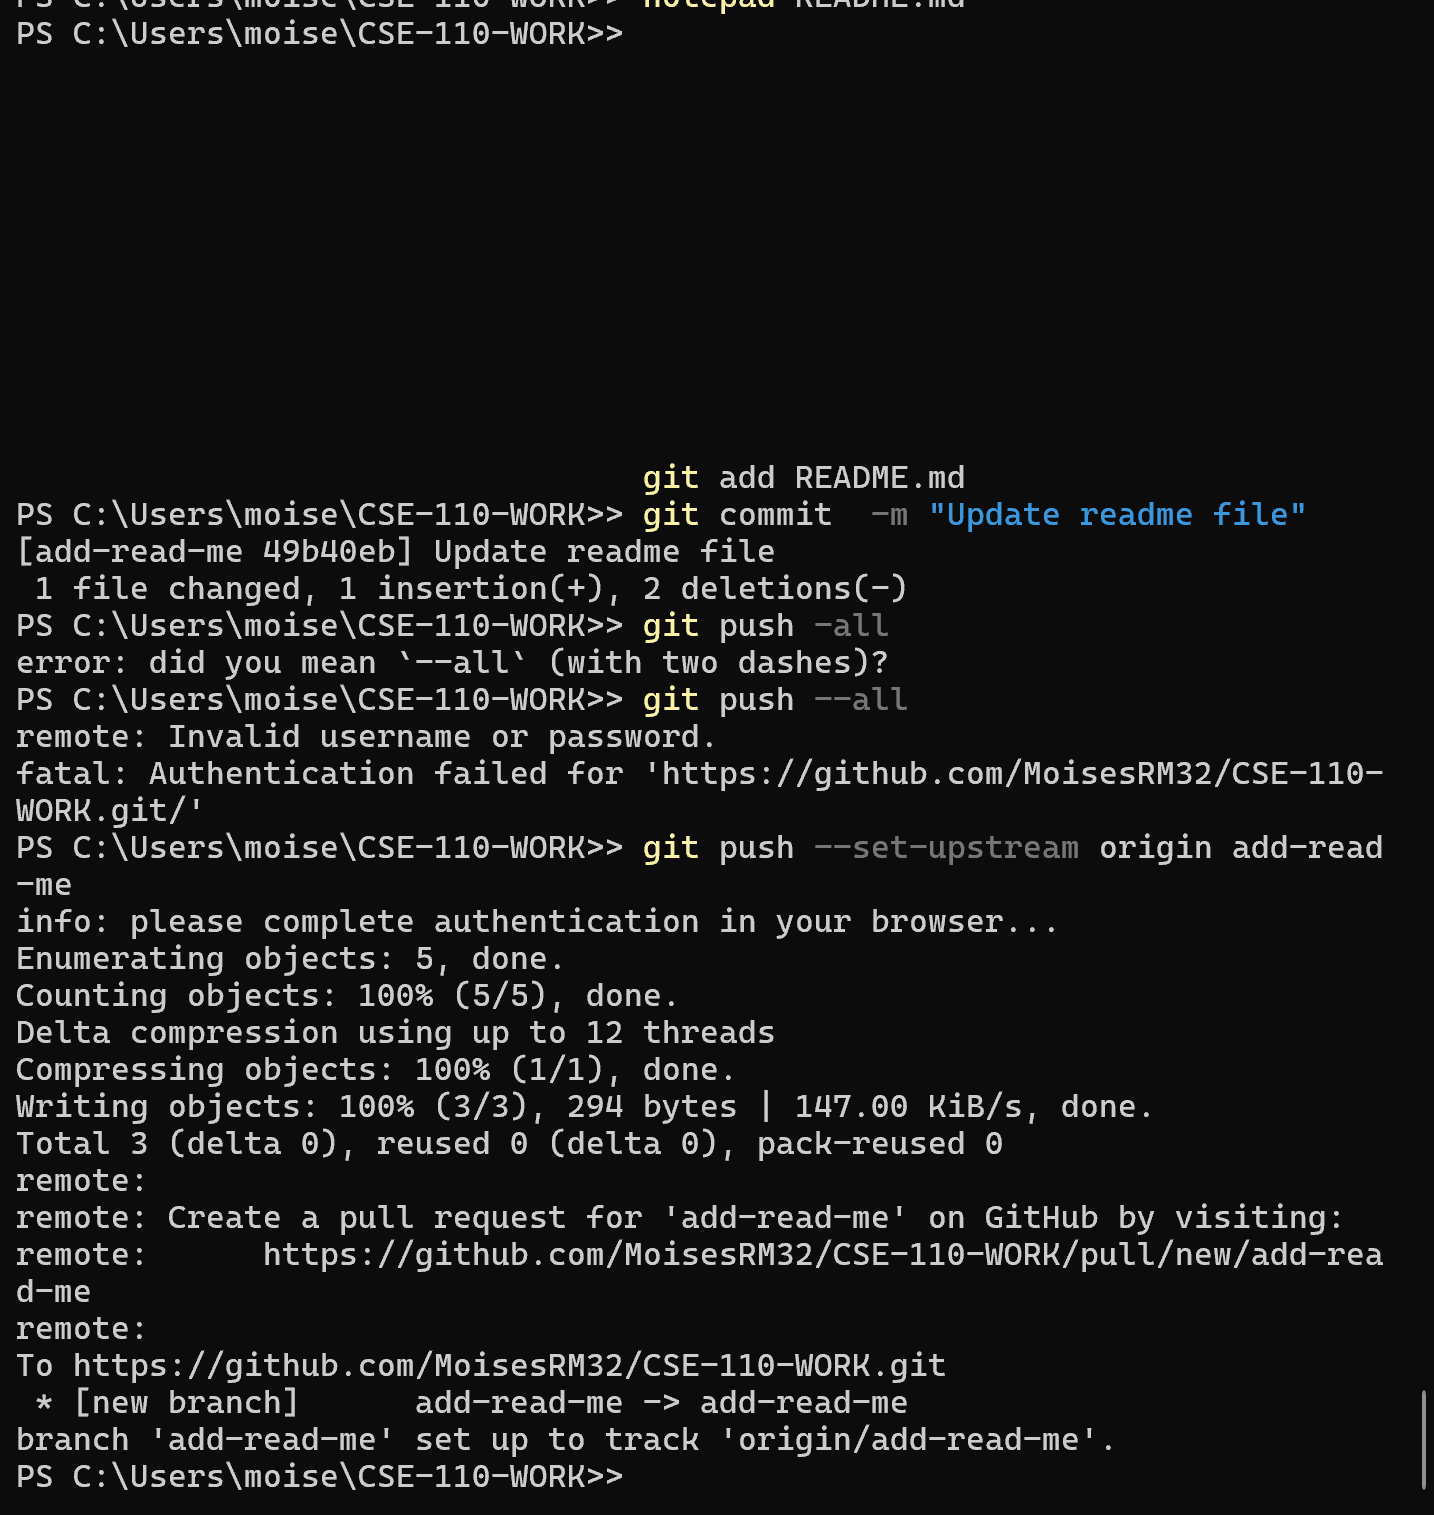 PS C:\Users\moise\CSE-110-WORK>> notepad README.md
PS C:\Users\moise\CSE-110-WORK>>
git add README.md
PS C:\Users\moise\CSE-110-WORK>> git commit  -m "Update readme file"
[add-read-me 49b40eb] Update readme file
 1 file changed, 1 insertion(+), 2 deletions(-)
PS C:\Users\moise\CSE-110-WORK>> git push -all
error: did you mean `--all` (with two dashes)?
PS C:\Users\moise\CSE-110-WORK>> git push --all
remote: Invalid username or password.
fatal: Authentication failed for 'https://github.com/MoisesRM32/CSE-110-
WORK.git/'
PS C:\Users\moise\CSE-110-WORK>> git push --set-upstream origin add-read
-me
info: please complete authentication in your browser...
Enumerating objects: 5, done.
Counting objects: 100% (5/5), done.
Delta compression using up to 12 threads
Compressing objects: 100% (1/1), done.
Writing objects: 100% (3/3), 294 bytes | 147.00 KiB/s, done.
Total 3 (delta 0), reused 0 (delta 0), pack-reused 0
remote:
remote: Create a pull request for 'add-read-me' on GitHub by visiting:
remote:      https://github.com/MoisesRM32/CSE-110-WORK/pull/new/add-rea
d-me
remote:
To https://github.com/MoisesRM32/CSE-110-WORK.git
 * [new branch]      add-read-me -> add-read-me
branch 'add-read-me' set up to track 'origin/add-read-me'.
PS C:\Users\moise\CSE-110-WORK>>